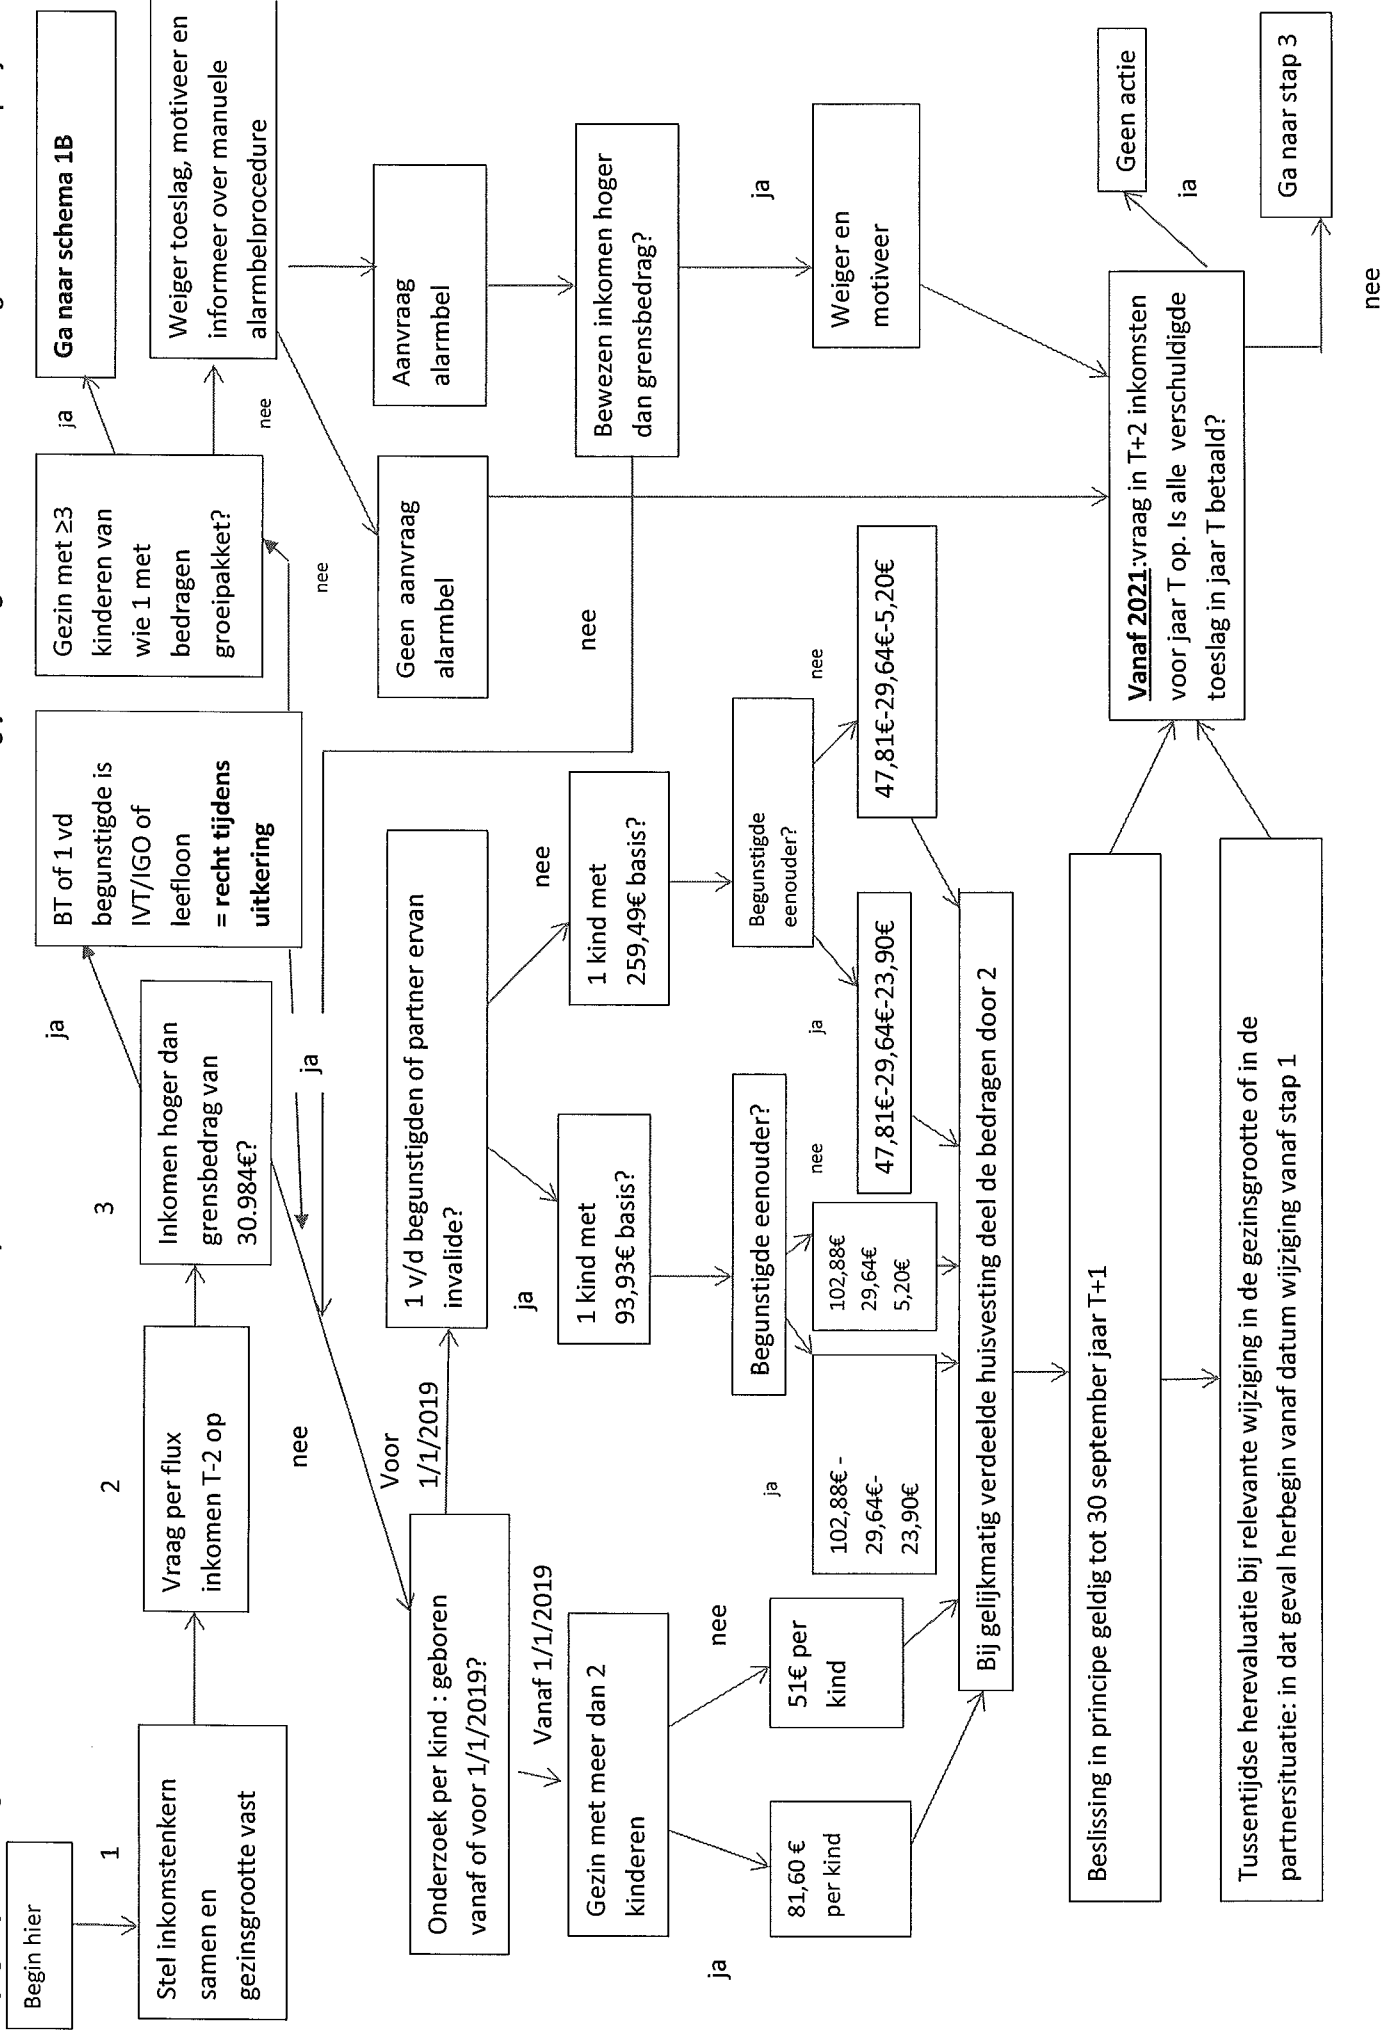 Begin hier
1
Stel inkomstenkern
samen en
gezinsgrootte vast
2
Vraag per flux
inkomen T-2 op
3
Inkomen hoger dan
grensbedrag van
30.984€?
ja
nee
BT of 1 vd
begunstigde is
IVT/IGO of
leefloon
= recht tijdens
uitkering
ja
nee
Gezin met ≥3
kinderen van
wie 1 met
bedragen
groeipakket?
ja
nee
Ga naar schema 1B
Weiger toeslag, motiveer en
informeer over manuele
alarmbelprocedure
Geen aanvraag
alarmbel
Aanvraag
alarmbel
Bewezen inkomen hoger
dan grensbedrag?
nee
ja
Weiger en
motiveer
Onderzoek per kind : geboren
vanaf of voor 1/1/2019?
Voor
1/1/2019
Vanaf 1/1/2019
Gezin met meer dan 2
kinderen
ja
nee
81,60 €
per kind
51€ per
kind
1 v/d begunstigden of partner ervan
invalide?
ja
nee
1 kind met
93,93€ basis?
1 kind met
259,49€ basis?
Begunstigde eenouder?
ja
nee
102,88€ -
29,64€-
23,90€
102,88€
29,64€
5,20€
Begunstigde
eenouder?
ja
nee
47,81€-29,64€-23,90€
47,81€-29,64€-5,20€
Bij gelijkmatig verdeelde huisvesting deel de bedragen door 2
Beslissing in principe geldig tot 30 september jaar T+1
Tussentijdse herevaluatie bij relevante wijziging in de gezinsgrootte of in de
partnersituatie: in dat geval herbegin vanaf datum wijziging vanaf stap 1
Vanaf 2021:vraag in T+2 inkomsten
voor jaar T op. Is alle verschuldigde
toeslag in jaar T betaald?
ja
Geen actie
nee
Ga naar stap 3